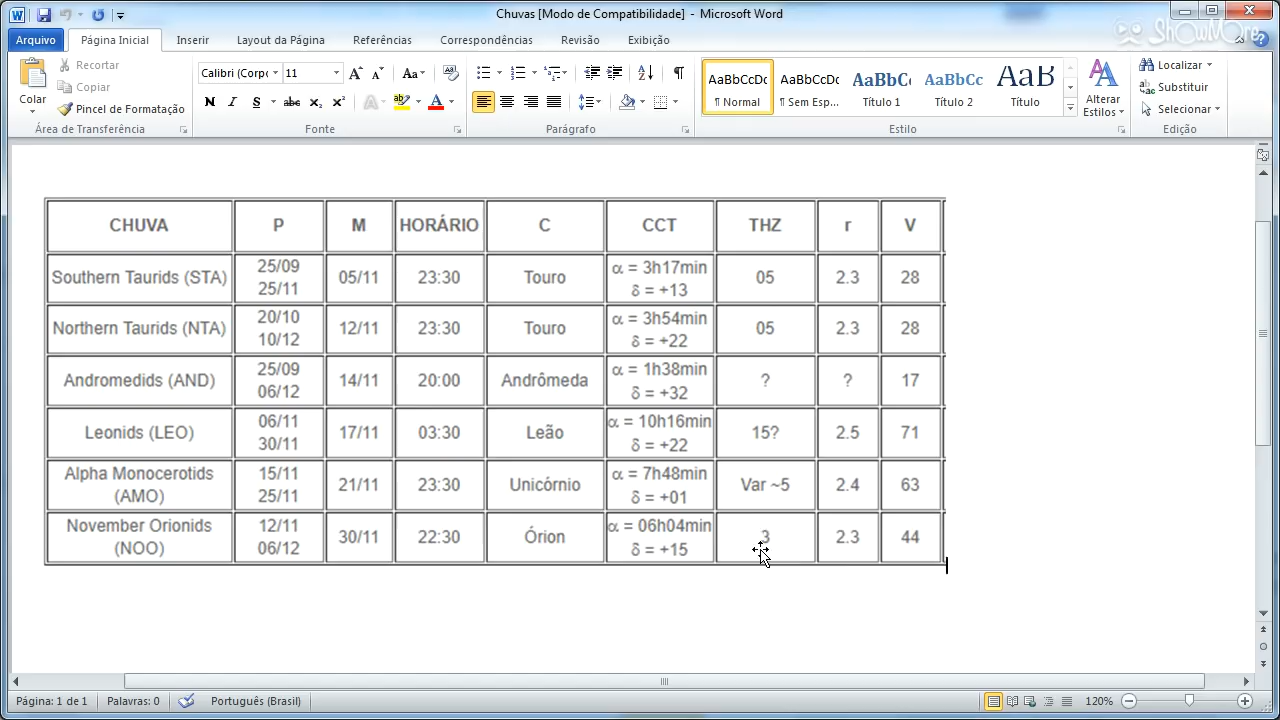 Chuvas [Modo de Compatibilidade] - Microsoft Word
ShowMore
Arquivo Página Inicial Inserir Layout da Página Referências Correspondências Revisão Exibição
Colar
Recortar
Copiar
Pincel de Formatação
Área de Transferência
Calibri (Corpo 11
N I S abc x₂ x² Aa A
Fonte
Parágrafo
AaBbCcDc AaBbCcDc AaBbC AaBbCc AaB
¶ Normal ¶ Sem Esp... Título 1 Título 2 Título
Alterar
Estilos
Estilo
Localizar
Substituir
Selecionar
Edição
CHUVA P M HORÁRIO C CCT THZ r V
Southern Taurids (STA) 25/09 25/11 05/11 23:30 Touro α = 3h17min δ = +13 05 2.3 28
Northern Taurids (NTA) 20/10 10/12 12/11 23:30 Touro α = 3h54min δ = +22 05 2.3 28
Andromedids (AND) 25/09 06/12 14/11 20:00 Andrômeda α = 1h38min δ = +32 ? ? 17
Leonids (LEO) 06/11 30/11 17/11 03:30 Leão α = 10h16min δ = +22 15? 2.5 71
Alpha Monocerotids (AMO) 15/11 25/11 21/11 23:30 Unicórnio α = 7h48min δ = +01 Var ~5 2.4 63
November Orionids (NOO) 12/11 06/12 30/11 22:30 Órion α = 06h04min δ = +15 3 2.3 44
Página: 1 de 1 Palavras: 0 Português (Brasil) 120%